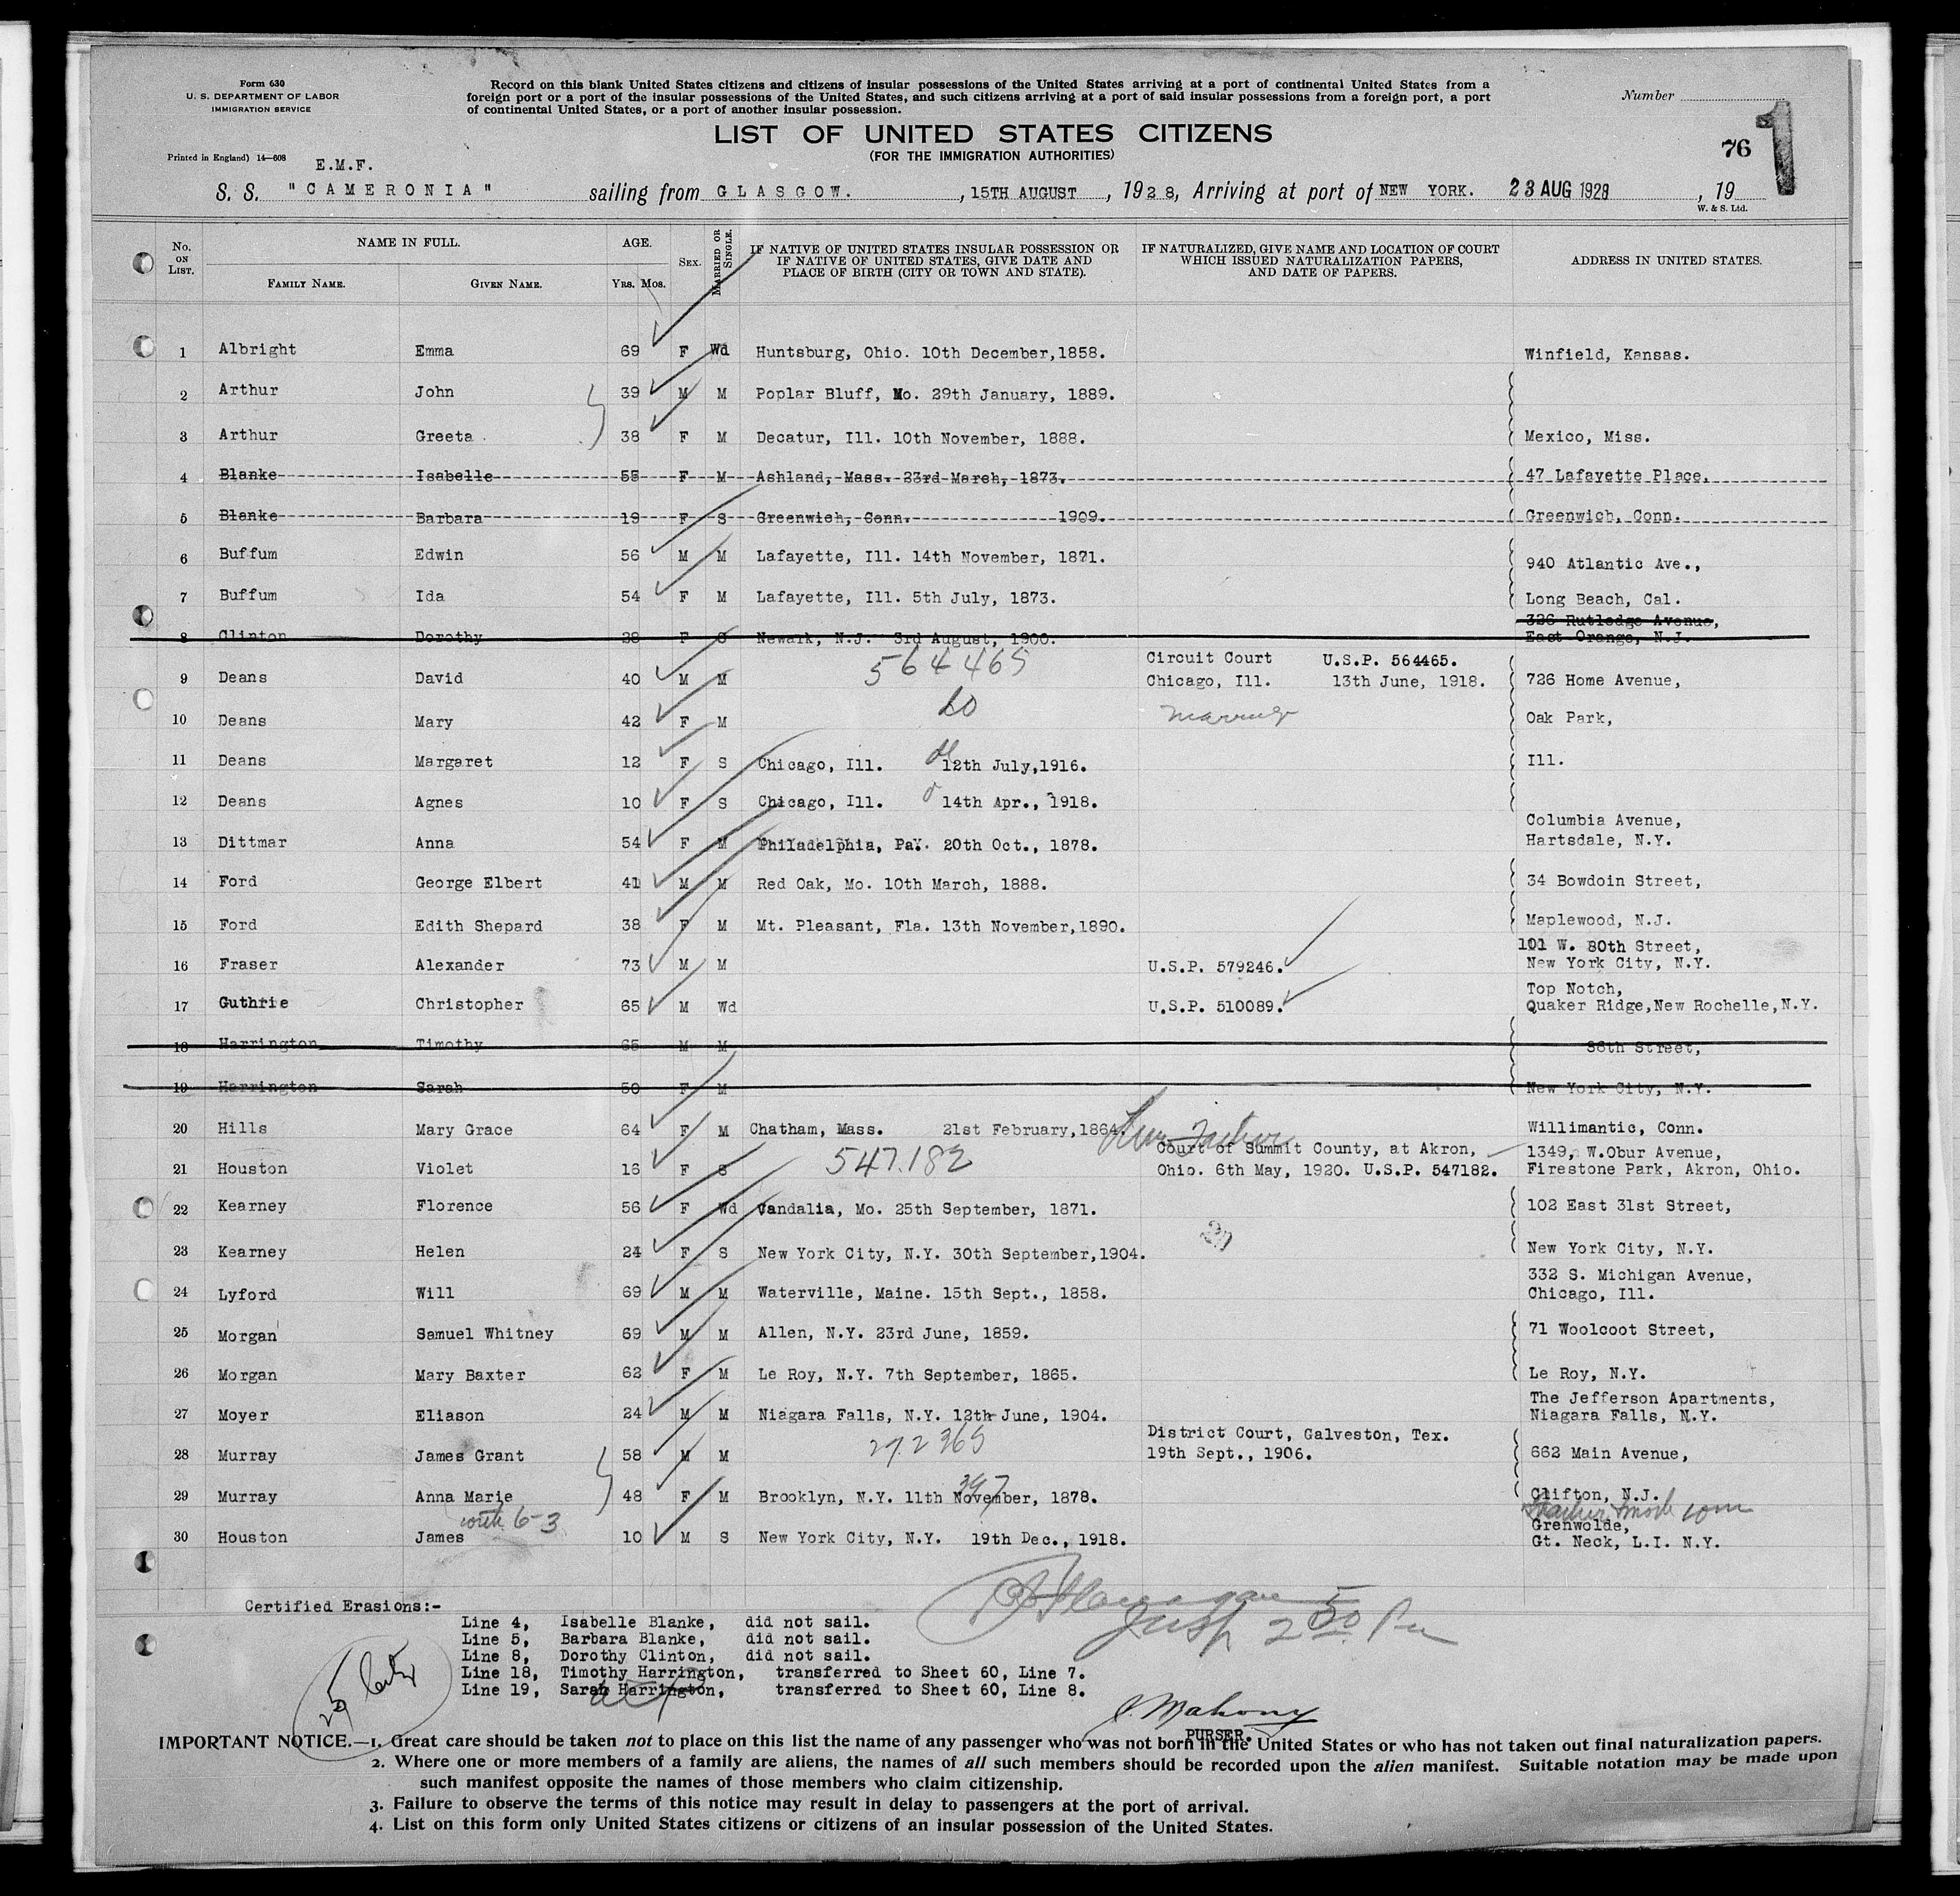 Form 630
U. S. DEPARTMENT OF LABOR
IMMIGRATION SERVICE
Record on this blank United States citizens and citizens of insular possessions of the United States arriving at a port of continental United States from a
foreign port or a port of the insular possessions of the United States, and such citizens arriving at a port of said insular possessions from a foreign port, a port
of continental United States, or a port of another insular possession.
Number
LIST OF UNITED STATES CITIZENS
(FOR THE IMMIGRATION AUTHORITIES)
76 1
Printed in England) 14—608
E.M.F.
S. S. "CAMERONIA" sailing from GLASGOW. , 15TH AUGUST , 1928, Arriving at port of NEW YORK. 23 AUG 1928 , 19
W. & S. Ltd.
No. ON LIST. NAME IN FULL. FAMILY NAME. GIVEN NAME. AGE. YRS. MOS. SEX. MARRIED OR SINGLE. IF NATIVE OF UNITED STATES INSULAR POSSESSION OR IF NATIVE OF UNITED STATES, GIVE DATE AND PLACE OF BIRTH (CITY OR TOWN AND STATE). IF NATURALIZED, GIVE NAME AND LOCATION OF COURT WHICH ISSUED NATURALIZATION PAPERS, AND DATE OF PAPERS. ADDRESS IN UNITED STATES.
1 Albright Emma 69 F Wd Huntsburg, Ohio. 10th December,1858. Winfield, Kansas.
2 Arthur John 39 M M Poplar Bluff, Mo. 29th January, 1889.
3 Arthur Greeta 38 F M Decatur, Ill. 10th November, 1888. Mexico, Miss.
4 Blanke Isabelle 55 F M Ashland, Mass. 23rd March, 1873. 47 Lafayette Place,
5 Blanke Barbara 19 F S Greenwich, Conn. 1909. Greenwich, Conn.
6 Buffum Edwin 56 M M Lafayette, Ill. 14th November, 1871. 940 Atlantic Ave.,
7 Buffum Ida 54 F M Lafayette, Ill. 5th July, 1873. Long Beach, Cal.
326 Rutledge Avenue,
8 Clinton Dorothy 28 F S Newark, N.J. 3rd August, 1900. East Orange, N.J.
564465 Circuit Court U.S.P. 564465.
9 Deans David 40 M M Chicago, Ill. 13th June, 1918. 726 Home Avenue,
10 Deans Mary 42 F M do marriage Oak Park,
11 Deans Margaret 12 F S Chicago, Ill. 12th July,1916. Ill.
12 Deans Agnes 10 F S Chicago, Ill. 14th Apr., 1918.
Columbia Avenue,
13 Dittmar Anna 54 F M Philadelphia, Pa. 20th Oct., 1878. Hartsdale, N.Y.
14 Ford George Elbert 41 M M Red Oak, Mo. 10th March, 1888. 34 Bowdoin Street,
15 Ford Edith Shepard 38 F M Mt. Pleasant, Fla. 13th November,1890. Maplewood, N.J.
101 W. 80th Street,
16 Fraser Alexander 73 M M U.S.P. 579246. New York City, N.Y.
Top Notch,
17 Guthrie Christopher 65 M Wd U.S.P. 510089. Quaker Ridge,New Rochelle,N.Y.
18 Harrington Timothy 65 M M 86th Street,
19 Harrington Sarah 50 F M New York City, N.Y.
20 Hills Mary Grace 64 F M Chatham, Mass. 21st February,1864. Willimantic, Conn.
547.182 Court of Summit County, at Akron, 1349, W.Obur Avenue,
21 Houston Violet 16 F S Ohio. 6th May, 1920. U.S.P. 547182. Firestone Park, Akron, Ohio.
22 Kearney Florence 56 F Wd Vandalia, Mo. 25th September, 1871. 102 East 31st Street,
23 Kearney Helen 24 F S New York City, N.Y. 30th September,1904. New York City, N.Y.
332 S. Michigan Avenue,
24 Lyford Will 69 M M Waterville, Maine. 15th Sept., 1858. Chicago, Ill.
25 Morgan Samuel Whitney 69 M M Allen, N.Y. 23rd June, 1859. 71 Woolcoot Street,
26 Morgan Mary Baxter 62 F M Le Roy, N.Y. 7th September, 1865. Le Roy, N.Y.
The Jefferson Apartments,
27 Moyer Eliason 24 M M Niagara Falls, N.Y. 12th June, 1904. Niagara Falls, N.Y.
272365 District Court, Galveston, Tex.
28 Murray James Grant 58 M M 19th Sept., 1906. 662 Main Avenue,
29 Murray Anna Marie 48 F M Brooklyn, N.Y. 11th November, 1878. Clifton, N.J.
with 6-3
Grenwolde,
30 Houston James 10 M S New York City, N.Y. 19th Dec., 1918. Gt. Neck, L.I. N.Y.
Certified Erasions:-
Line 4, Isabelle Blanke, did not sail.
Line 5, Barbara Blanke, did not sail.
Line 8, Dorothy Clinton, did not sail.
Line 18, Timothy Harrington, transferred to Sheet 60, Line 7.
Line 19, Sarah Harrington, transferred to Sheet 60, Line 8.
Insp 2 50 Pm
25
J. Mahony
PURSER.
IMPORTANT NOTICE.—1. Great care should be taken not to place on this list the name of any passenger who was not born in the United States or who has not taken out final naturalization papers.
2. Where one or more members of a family are aliens, the names of all such members should be recorded upon the alien manifest. Suitable notation may be made upon
such manifest opposite the names of those members who claim citizenship.
3. Failure to observe the terms of this notice may result in delay to passengers at the port of arrival.
4. List on this form only United States citizens or citizens of an insular possession of the United States.